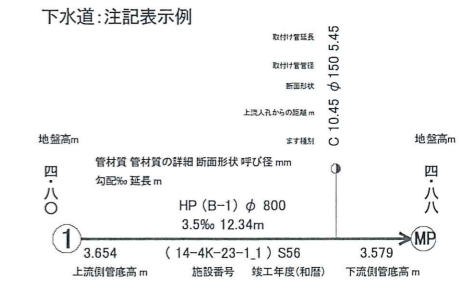 下水道:注記表示例
取付け管延長
取付け管管径
断面形状
上流人孔からの距離 m
ます種別
C 10.45 φ150 5.45
地盤高m
地盤高m
四・八〇
四・八八
管材質 管材質の詳細 断面形状 呼び径 mm
勾配‰ 延長 m
HP (B-1) φ 800
3.5‰ 12.34m
1
MP
3.654
( 14-4K-23-1_1 ) S56
3.579
上流側管底高 m
施設番号
竣工年度(和暦)
下流側管底高 m